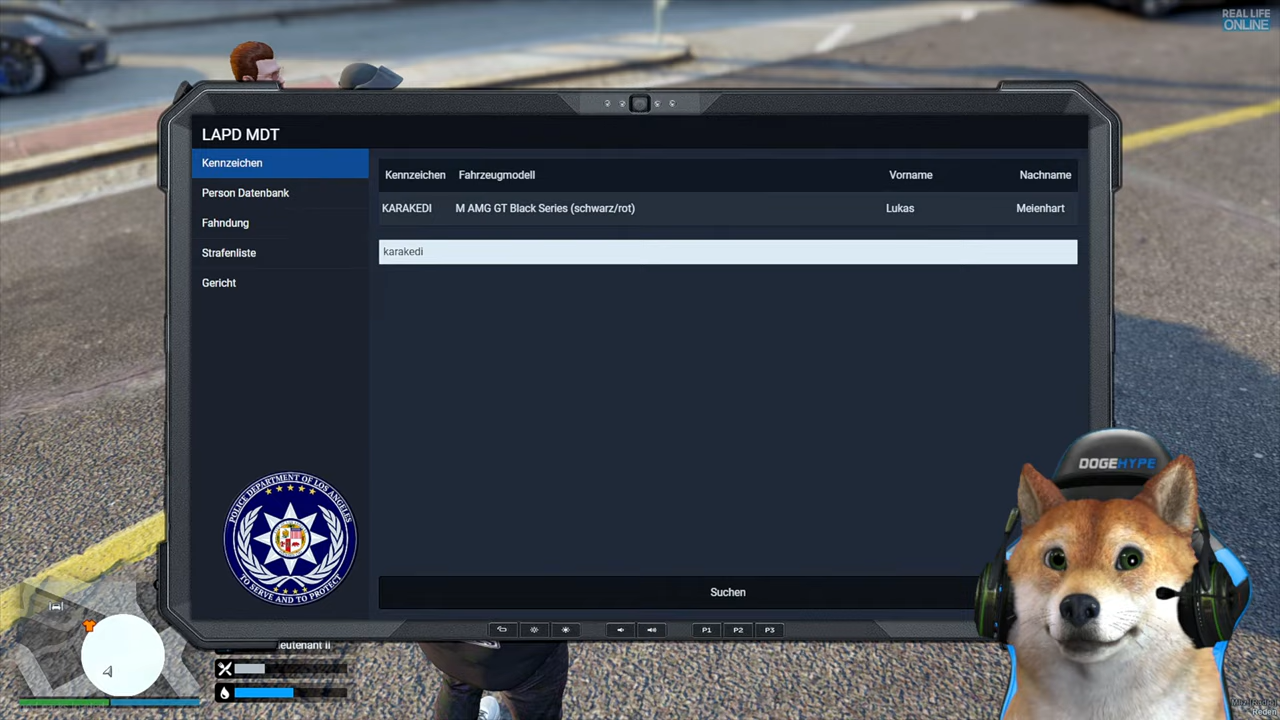 REAL LIFE
ONLINE
LAPD MDT
Kennzeichen
Person Datenbank
Fahndung
Strafenliste
Gericht
Kennzeichen Fahrzeugmodell Vorname Nachname
KARAKEDI M AMG GT Black Series (schwarz/rot) Lukas Meienhart
karakedi
Suchen
POLICE DEPARTMENT OF LOS ANGELES
TO SERVE AND TO PROTECT
P1 P2 P3
eutenant II
DOGEHYPE
Reden